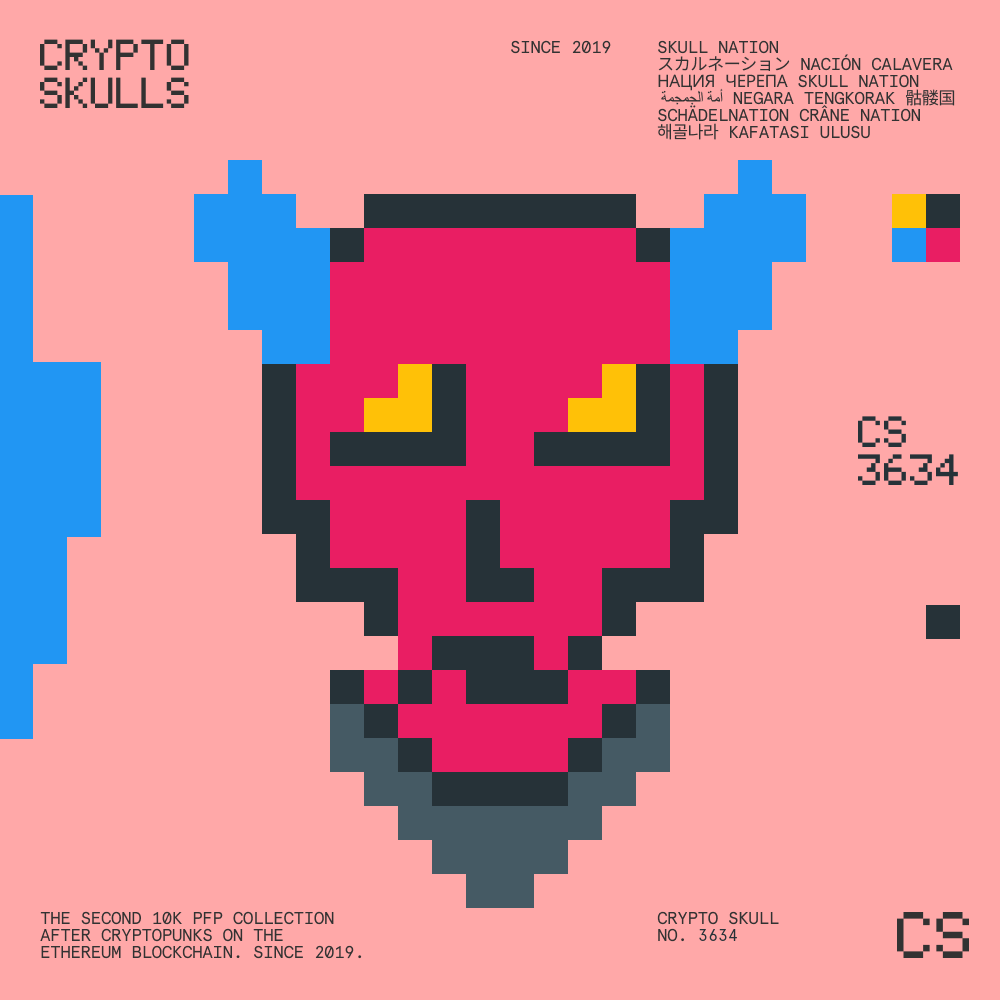 CRYPTO
SKULLS
SINCE 2019
SKULL NATION
スカルネーション NACIÓN CALAVERA
НАЦИЯ ЧЕРЕПА SKULL NATION
أمة الجمجمة NEGARA TENGKORAK 骷髅国
SCHÄDELNATION CRÂNE NATION
해골나라 KAFATASI ULUSU
CS
3634
THE SECOND 10K PFP COLLECTION
AFTER CRYPTOPUNKS ON THE
ETHEREUM BLOCKCHAIN. SINCE 2019.
CRYPTO SKULL
NO. 3634
CS